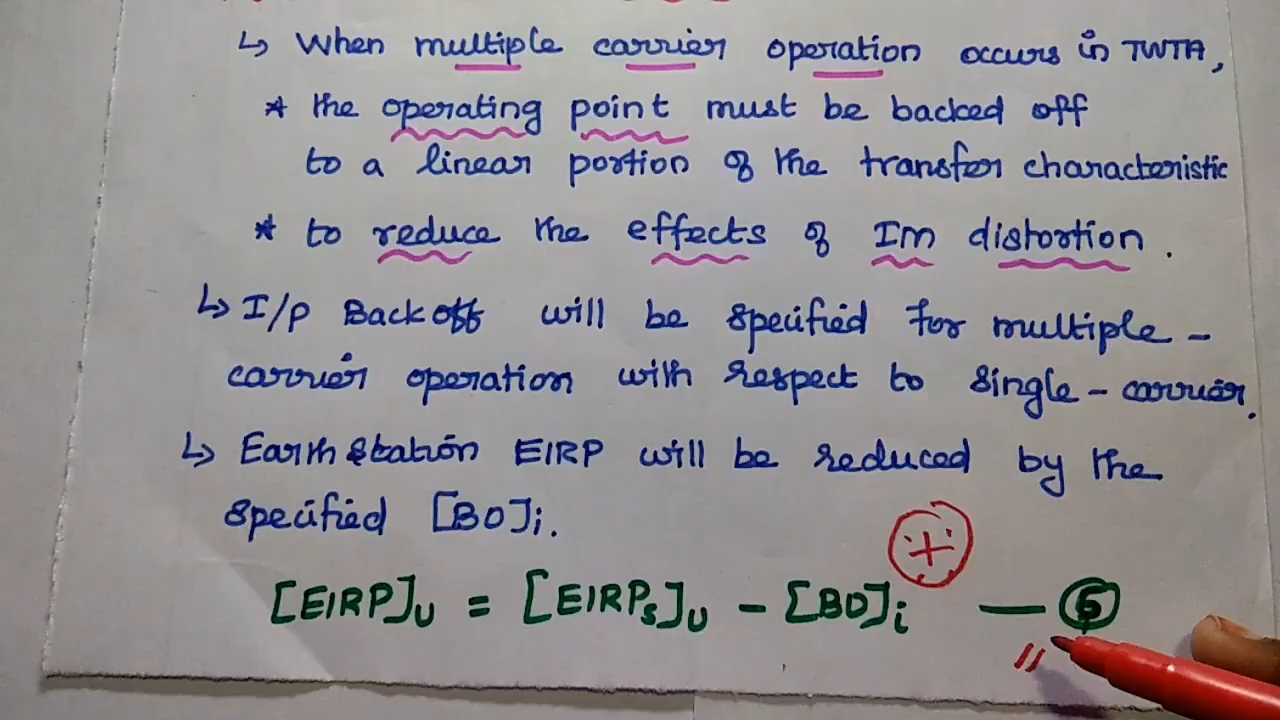 ↳ When multiple carrier operation occurs in TWTA,
* the operating point must be backed off
to a linear portion of the transfer characteristic
* to reduce the effects of Im distortion.
↳ I/P Back off will be specified for multiple -
carrier operation with respect to single - carrier.
↳ Earth Station EIRP will be reduced by the
specified [BO]i.
+
[EIRP]U = [EIRPs]U - [BO]i — 5